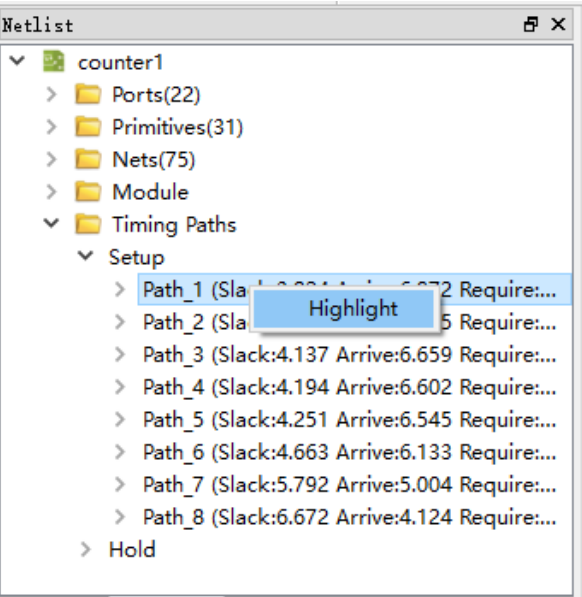 Netlist
counter1
Ports(22)
Primitives(31)
Nets(75)
Module
Timing Paths
Setup
Path_1 (Sla Require:...
Highlight
Path_2 (Sla 5 Require:...
Path_3 (Slack:4.137 Arrive:6.659 Require:...
Path_4 (Slack:4.194 Arrive:6.602 Require:...
Path_5 (Slack:4.251 Arrive:6.545 Require:...
Path_6 (Slack:4.663 Arrive:6.133 Require:...
Path_7 (Slack:5.792 Arrive:5.004 Require:...
Path_8 (Slack:6.672 Arrive:4.124 Require:...
Hold